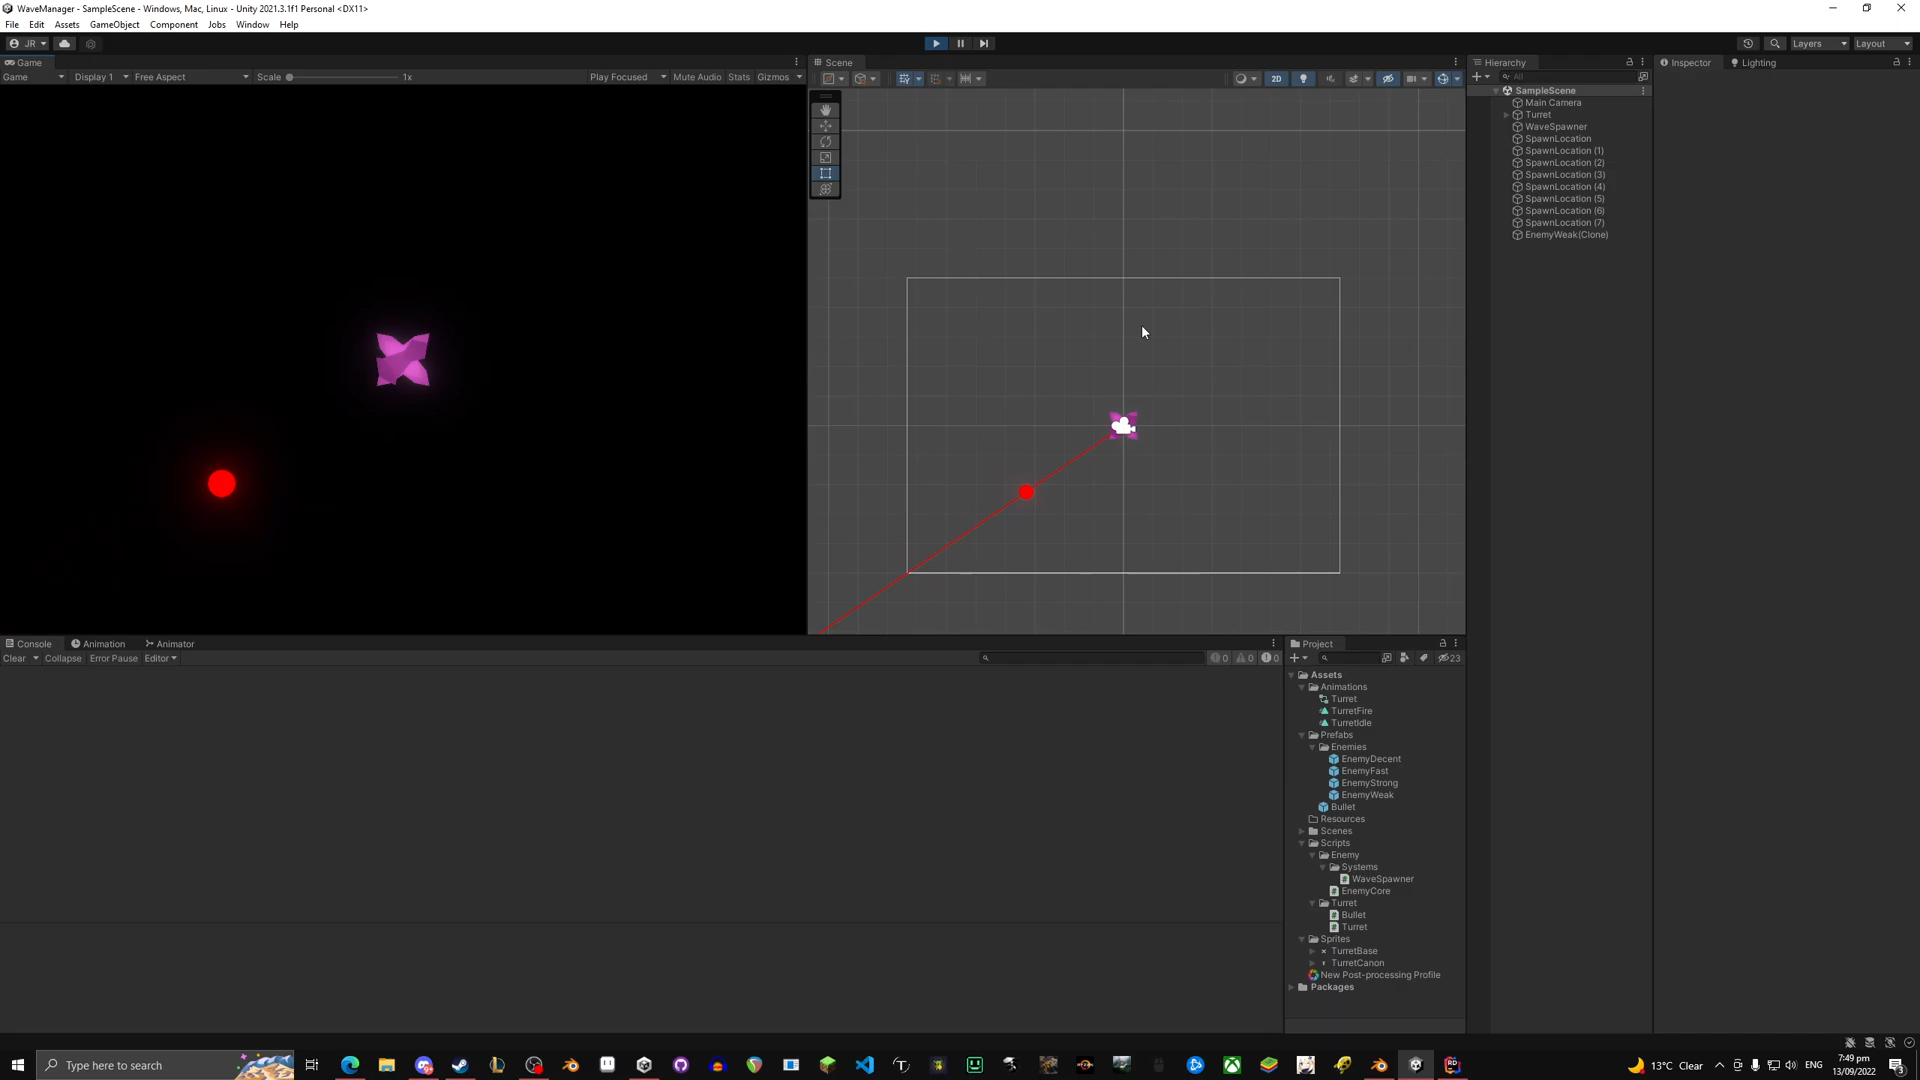 WaveManager - SampleScene - Windows, Mac, Linux - Unity 2021.3.1f1 Personal <DX11>
File Edit Assets GameObject Component Jobs Window Help
JR
Layers Layout
Game
Game Display 1 Free Aspect Scale 1x Play Focused Mute Audio Stats Gizmos
Scene
2D
Hierarchy
All
SampleScene
Main Camera
Turret
WaveSpawner
SpawnLocation
SpawnLocation (1)
SpawnLocation (2)
SpawnLocation (3)
SpawnLocation (4)
SpawnLocation (5)
SpawnLocation (6)
SpawnLocation (7)
EnemyWeak(Clone)
Inspector Lighting
Console Animation Animator
Clear Collapse Error Pause Editor
0 0 0
Project
23
Assets
Animations
Turret
TurretFire
TurretIdle
Prefabs
Enemies
EnemyDecent
EnemyFast
EnemyStrong
EnemyWeak
Bullet
Resources
Scenes
Scripts
Enemy
Systems
WaveSpawner
EnemyCore
Turret
Bullet
Turret
Sprites
TurretBase
TurretCanon
New Post-processing Profile
Packages
Type here to search
13°C Clear
ENG
7:49 pm
13/09/2022